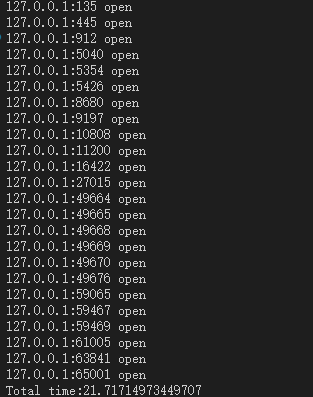 127.0.0.1:135 open
127.0.0.1:445 open
127.0.0.1:912 open
127.0.0.1:5040 open
127.0.0.1:5354 open
127.0.0.1:5426 open
127.0.0.1:8680 open
127.0.0.1:9197 open
127.0.0.1:10808 open
127.0.0.1:11200 open
127.0.0.1:16422 open
127.0.0.1:27015 open
127.0.0.1:49664 open
127.0.0.1:49665 open
127.0.0.1:49668 open
127.0.0.1:49669 open
127.0.0.1:49670 open
127.0.0.1:49676 open
127.0.0.1:59065 open
127.0.0.1:59467 open
127.0.0.1:59469 open
127.0.0.1:61005 open
127.0.0.1:63841 open
127.0.0.1:65001 open
Total time:21.71714973449707